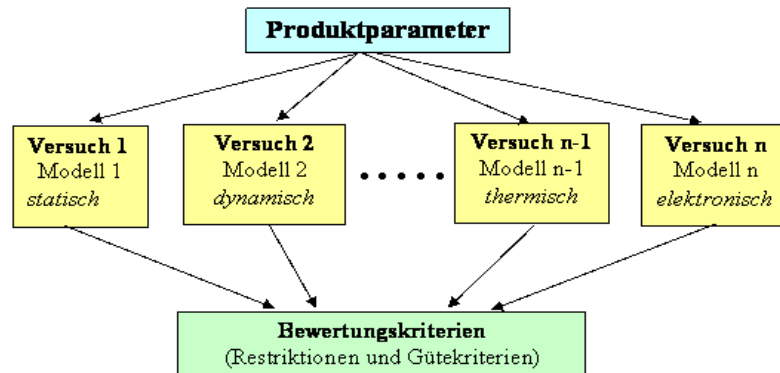 Produktparameter
Versuch 1
Modell 1
statisch
Versuch 2
Modell 2
dynamisch
.....
Versuch n-1
Modell n-1
thermisch
Versuch n
Modell n
elektronisch
Bewertungskriterien
(Restriktionen und Gütekriterien)